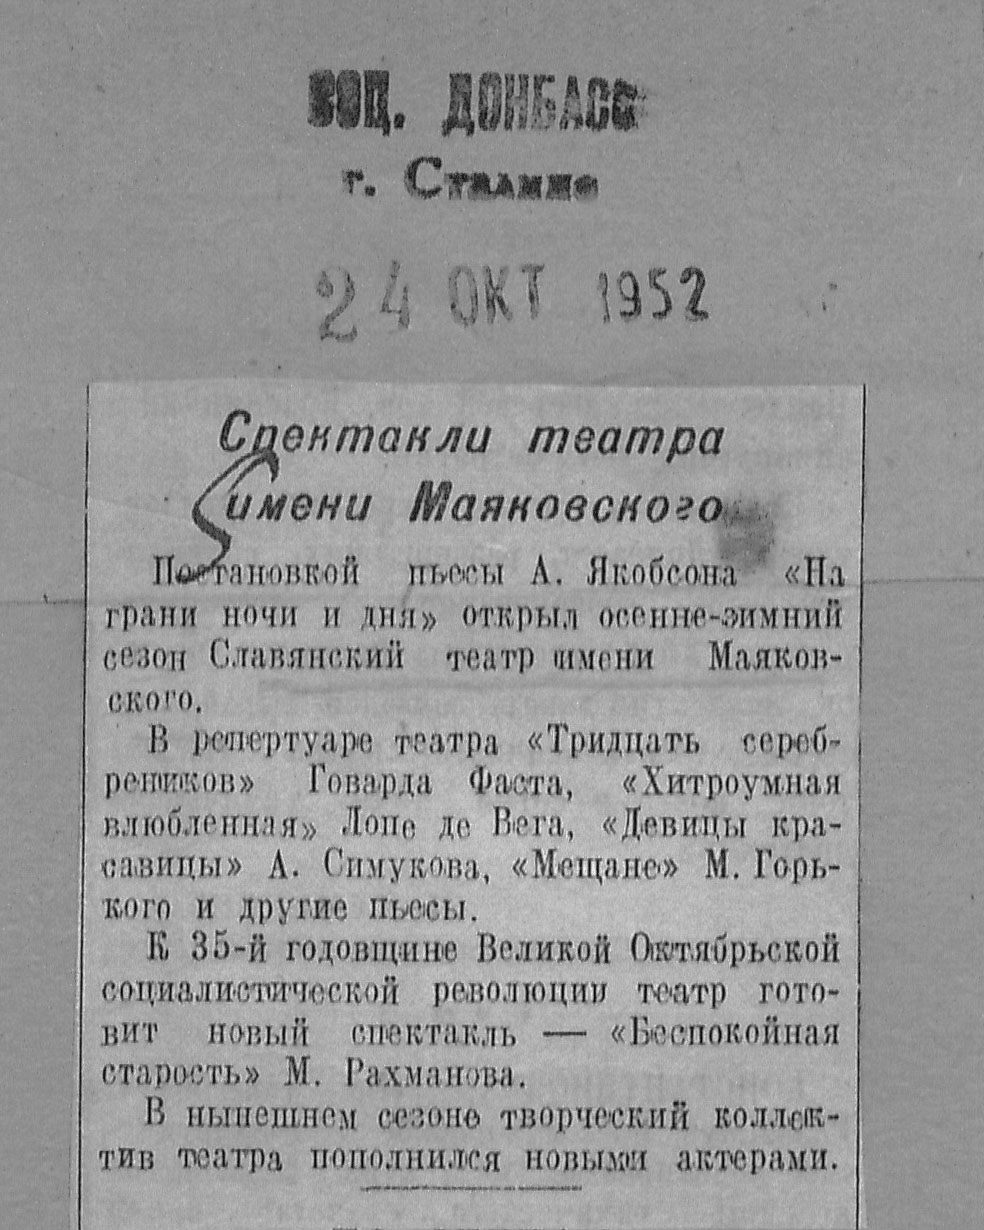 СОЦ. ДОНБАСС
г. Сталино
24 ОКТ 1952
Спектакли театра
имени Маяковского
Постановкой пьесы А. Якобсона «На
грани ночи и дня» открыл осенне-зимний
сезон Славянский театр имени Маяков-
ского.
В репертуаре театра «Тридцать сереб-
реников» Говарда Фаста, «Хитроумная
влюбленная» Лопе де Вега, «Девицы кра-
савицы» А. Симукова, «Мещане» М. Горь-
кого и другие пьесы.
К 35-й годовщине Великой Октябрьской
социалистической революции театр гото-
вит новый спектакль — «Беспокойная
старость» М. Рахманова.
В нынешнем сезоне творческий коллек-
тив театра пополнился новыми актерами.